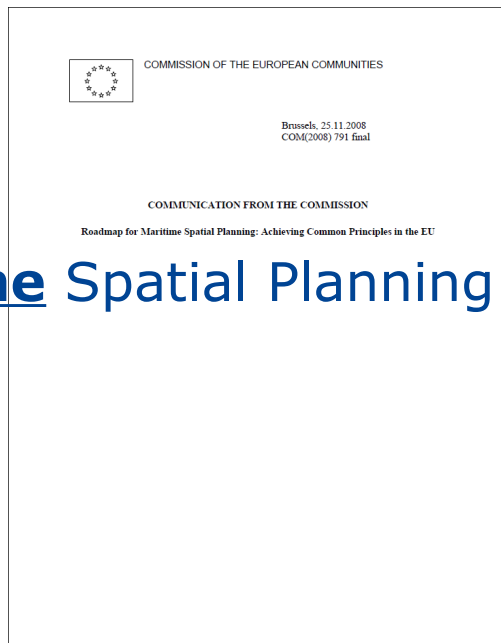 COMMISSION OF THE EUROPEAN COMMUNITIES
Brussels, 25.11.2008
COM(2008) 791 final
COMMUNICATION FROM THE COMMISSION
Roadmap for Maritime Spatial Planning: Achieving Common Principles in the EU
e Spatial Planning